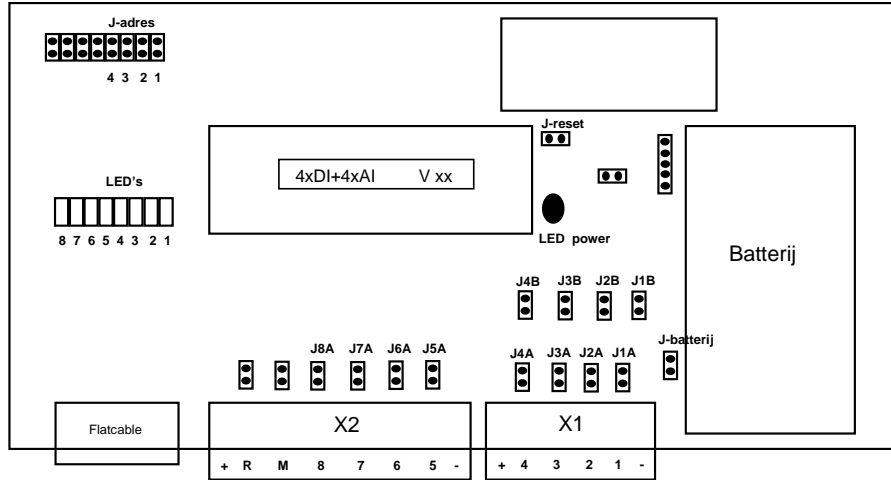 J-adres
4 3 2 1
J-reset
4xDI+4xAI V xx
LED's
8 7 6 5 4 3 2 1
LED power
Batterij
J4B J3B J2B J1B
J-batterij
J8A J7A J6A J5A
J4A J3A J2A J1A
Flatcable
X2
X1
+ R M 8 7 6 5 -
+ 4 3 2 1 -